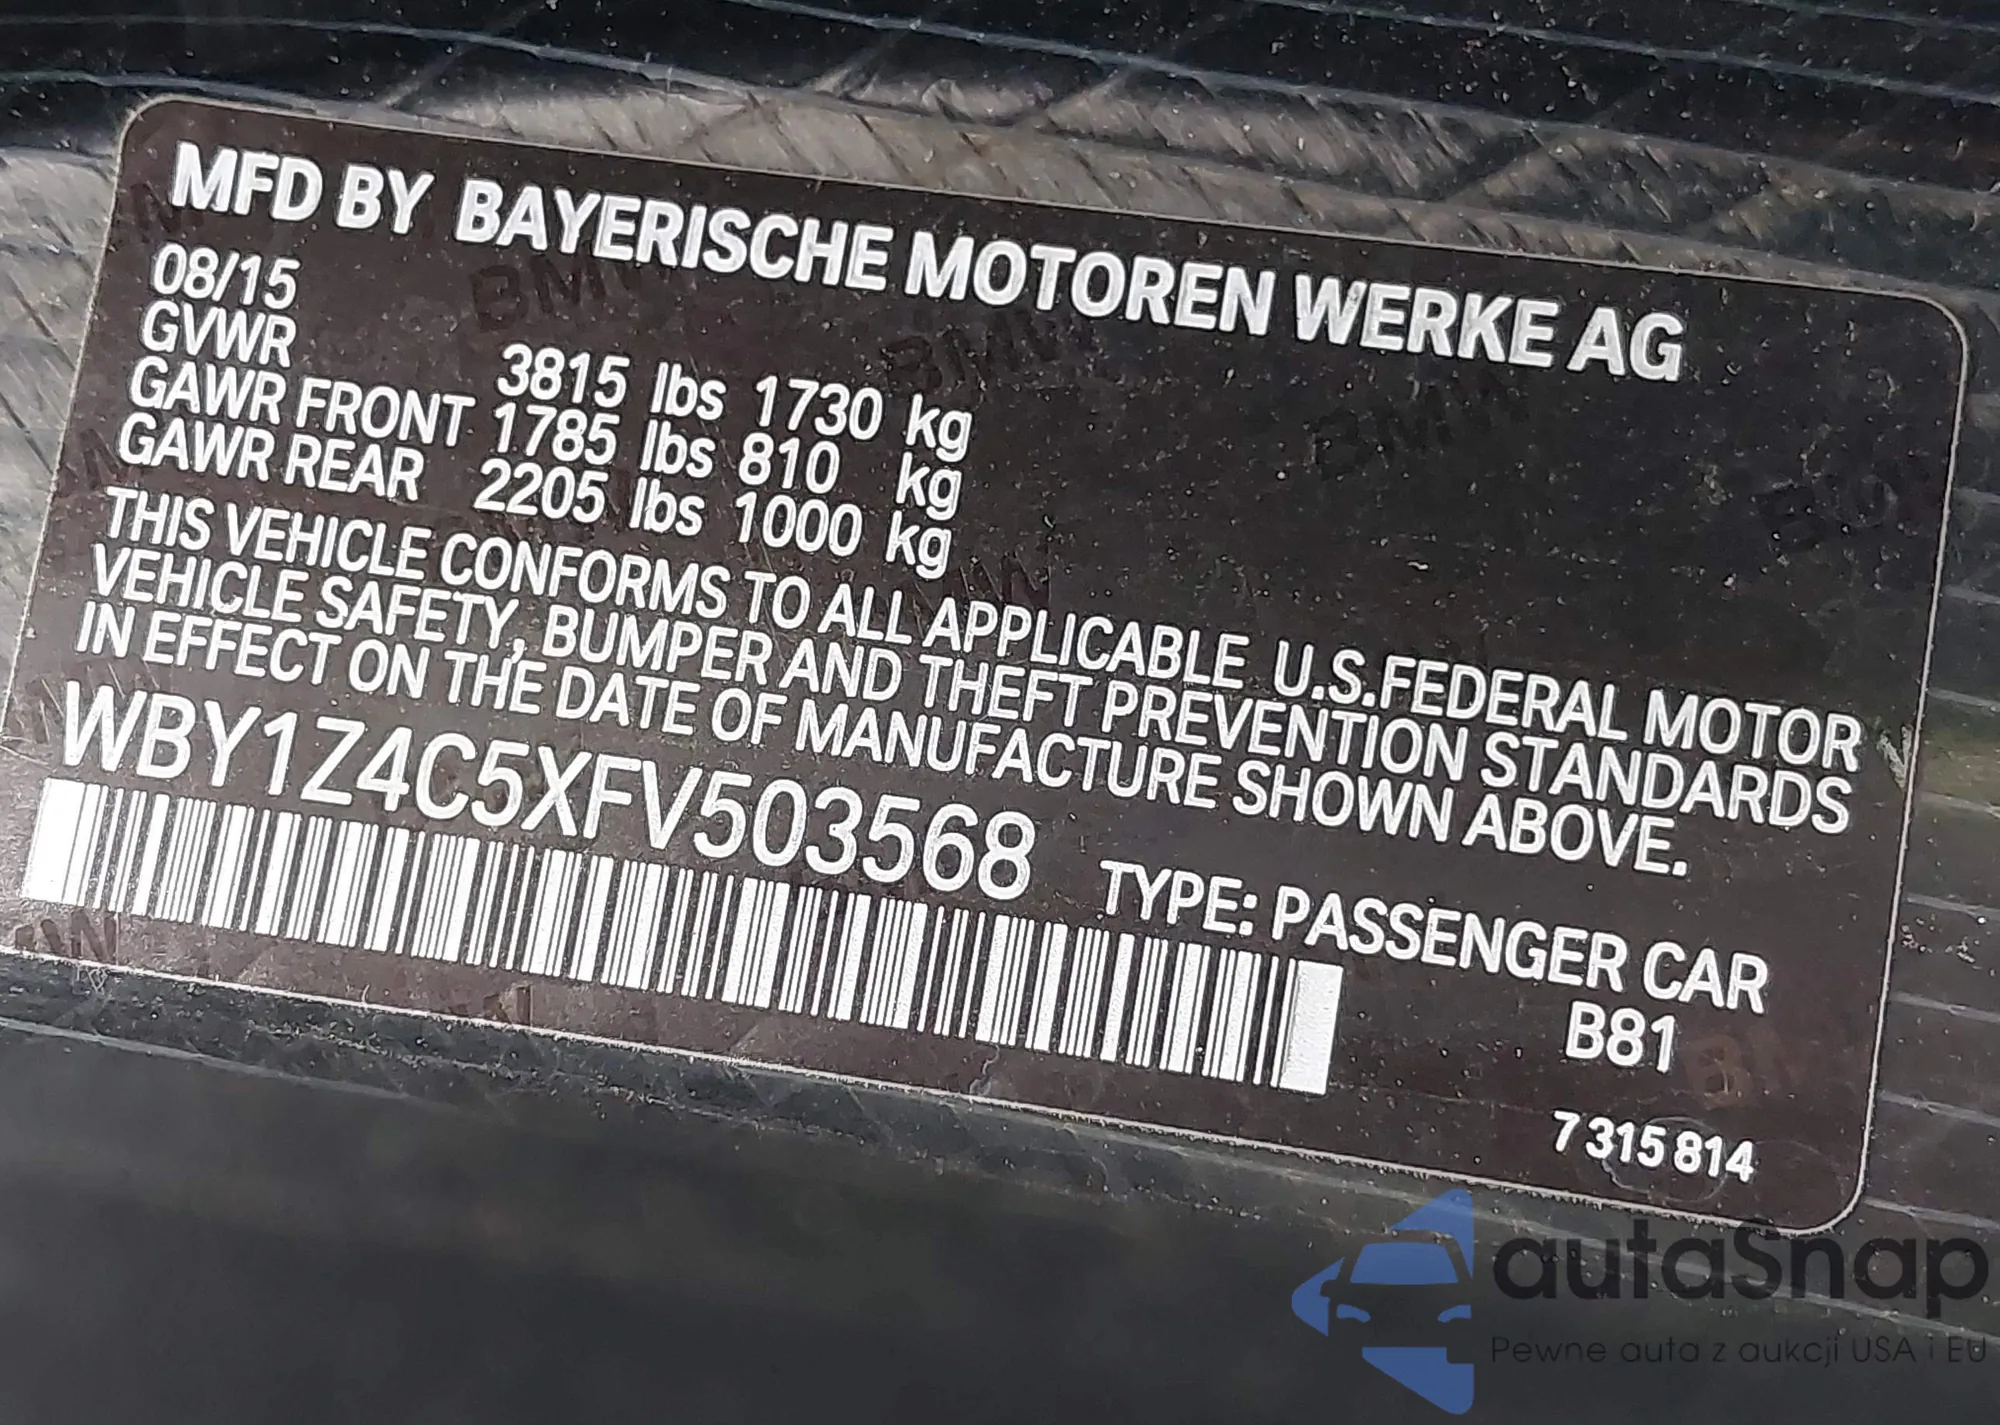 MFD BY BAYERISCHE MOTOREN WERKE AG
08/15
GVWR 3815 lbs 1730 kg
GAWR FRONT 1785 lbs 810 kg
GAWR REAR 2205 lbs 1000 kg
THIS VEHICLE CONFORMS TO ALL APPLICABLE U.S.FEDERAL MOTOR
VEHICLE SAFETY, BUMPER AND THEFT PREVENTION STANDARDS
IN EFFECT ON THE DATE OF MANUFACTURE SHOWN ABOVE.
WBY1Z4C5XFV503568
TYPE: PASSENGER CAR
B81
7 315 814
autaSnap
Pewne auta z aukcji USA i EU